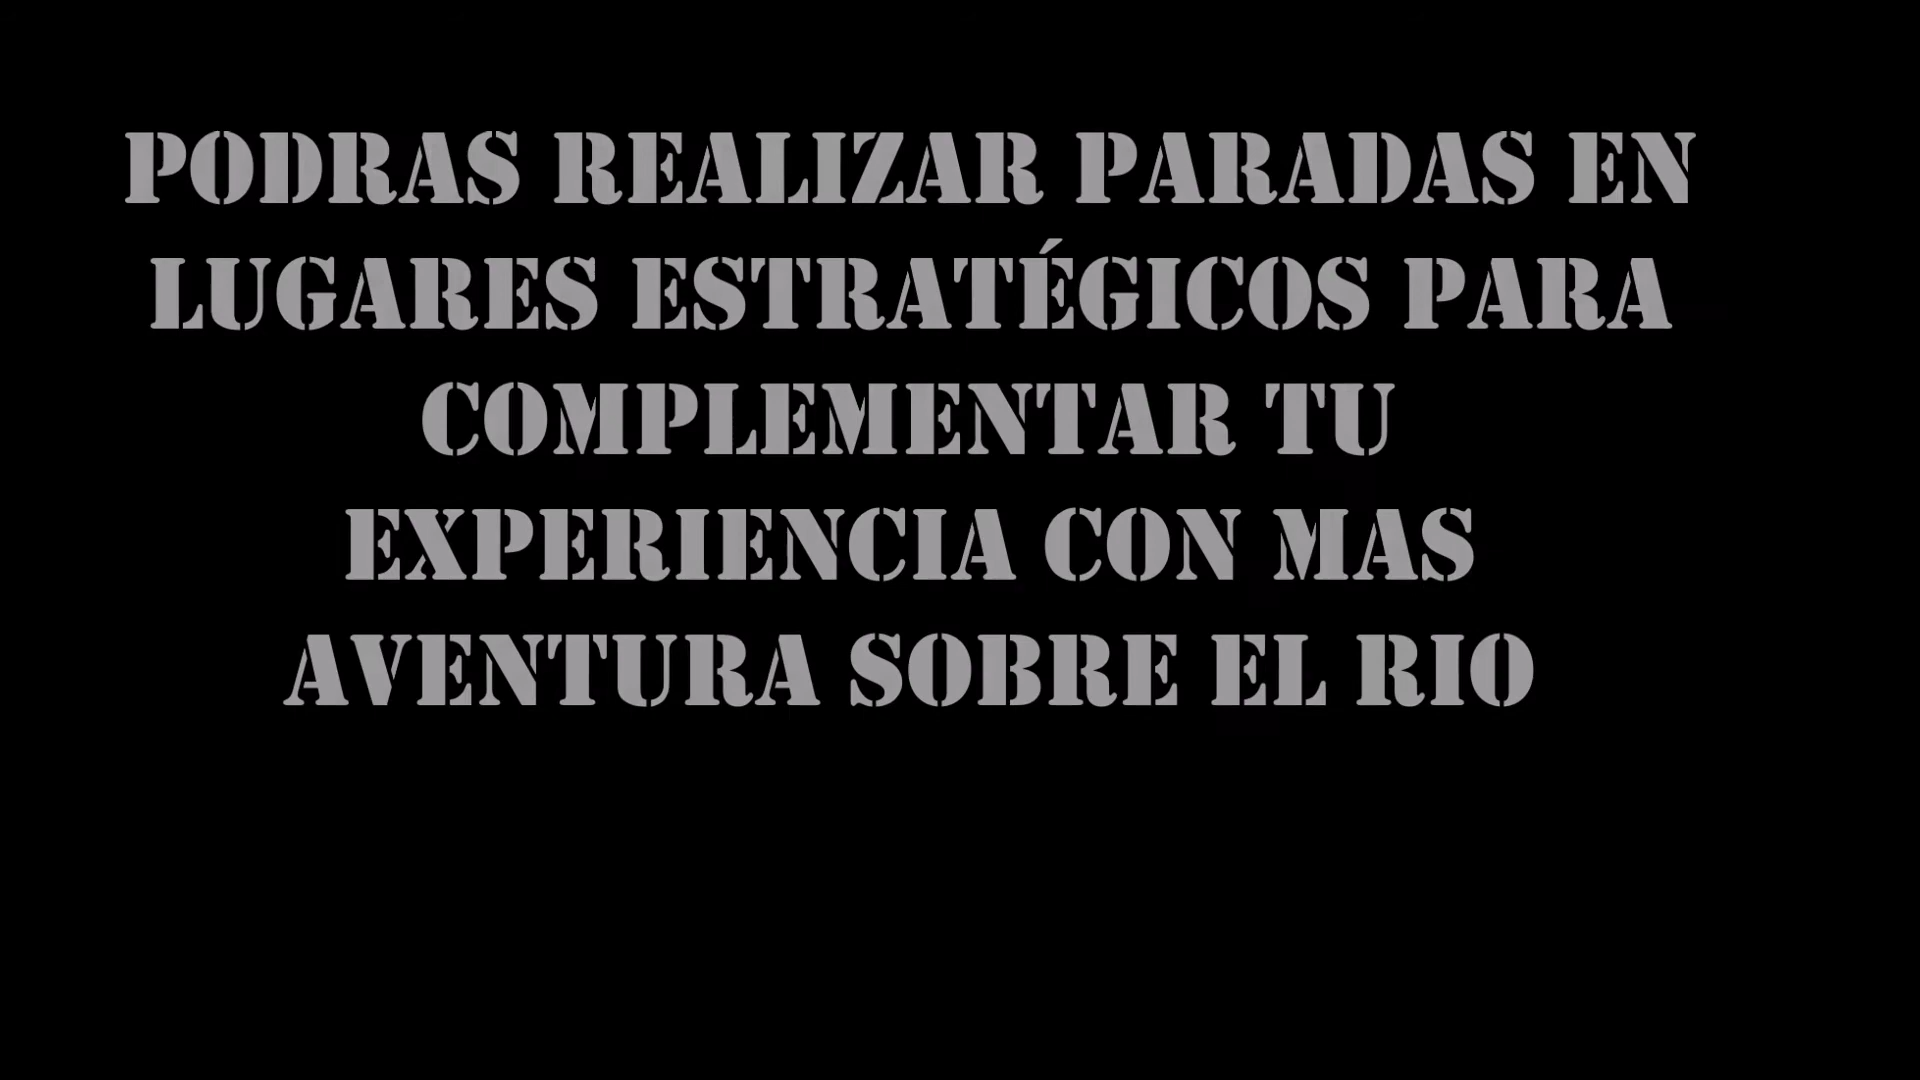 PODRAS REALIZAR PARADAS EN
LUGARES ESTRATÉGICOS PARA
COMPLEMENTAR TU
EXPERIENCIA CON MAS
AVENTURA SOBRE EL RIO